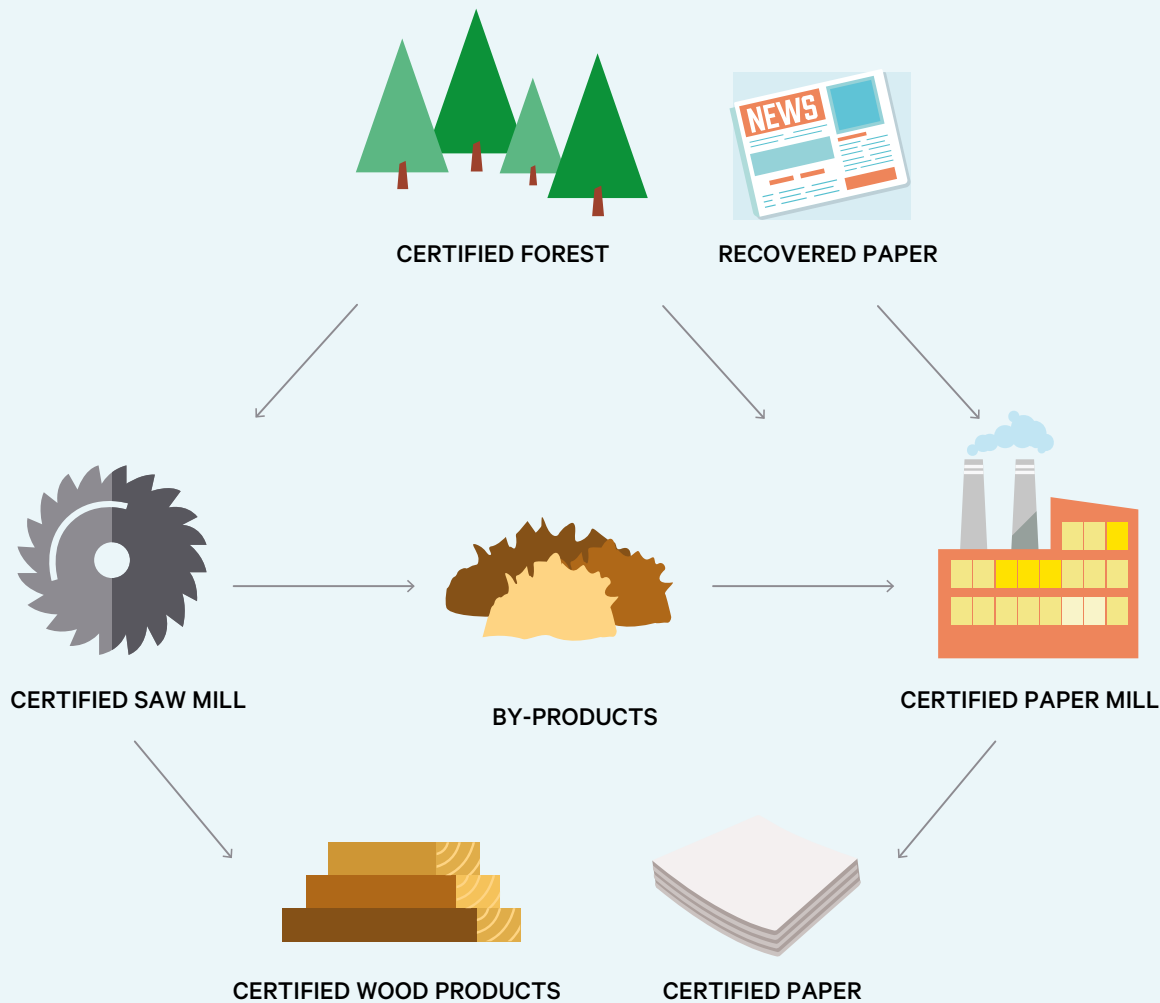 NEWS
CERTIFIED FOREST
RECOVERED PAPER
CERTIFIED SAW MILL
BY-PRODUCTS
CERTIFIED PAPER MILL
CERTIFIED WOOD PRODUCTS
CERTIFIED PAPER